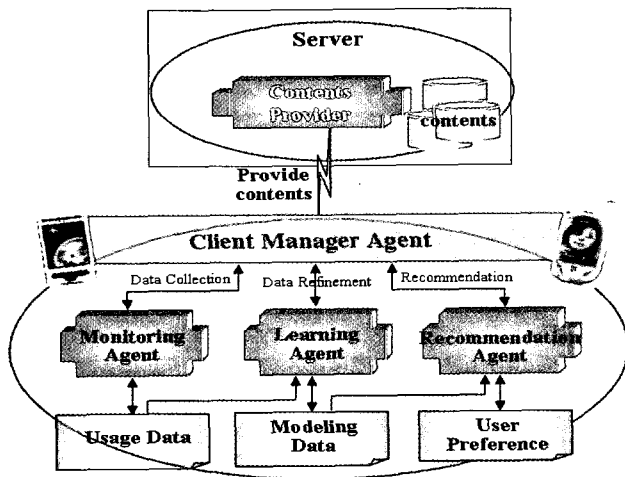 Server
Contents
Provider
contents
Provide
contents
Client Manager Agent
Data Collection
Data Refinement
Recommendation
Monitoring
Agent
Learning
Agent
Recommendation
Agent
Usage Data
Modeling
Data
User
Preference